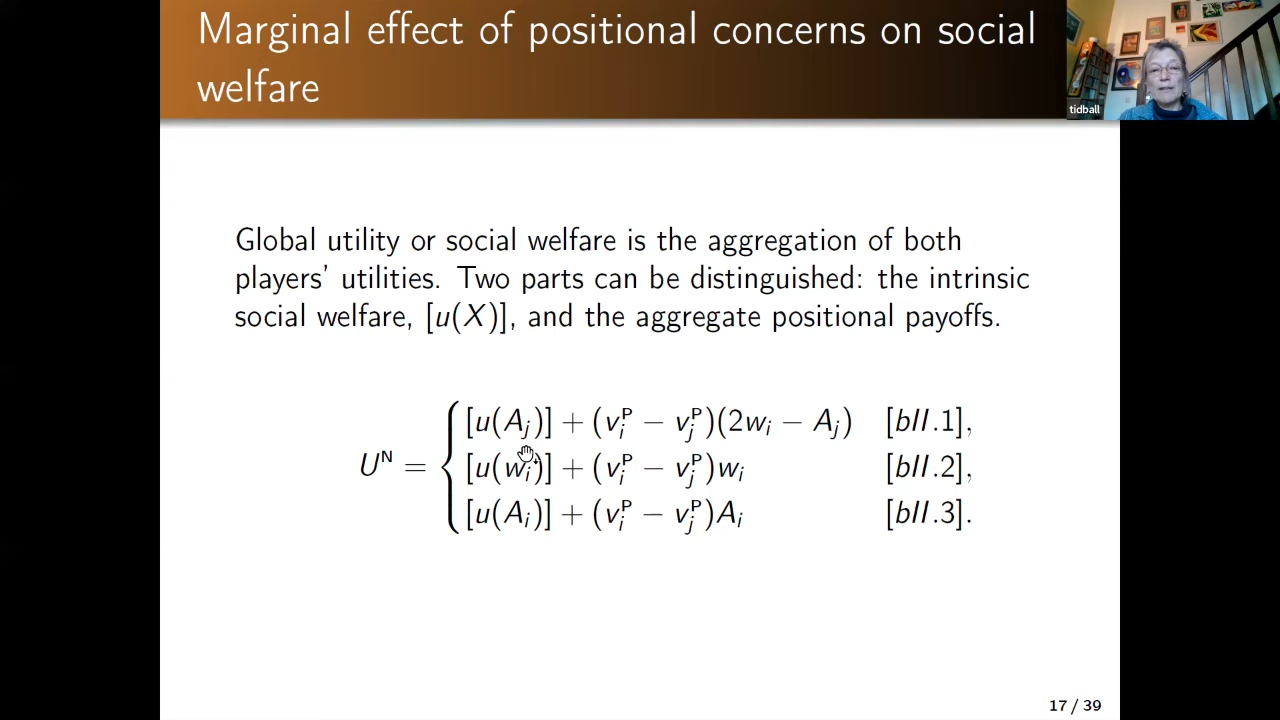 Marginal effect of positional concerns on social
welfare
tidball
Global utility or social welfare is the aggregation of both
players' utilities. Two parts can be distinguished: the intrinsic
social welfare, [u(X)], and the aggregate positional payoffs.
[u(A_j)] + (v_i^P − v_j^P)(2w_i − A_j) [bII.1],
U^N = { [u(w_i)] + (v_i^P − v_j^P)w_i [bII.2],
[u(A_i)] + (v_i^P − v_j^P)A_i [bII.3].
17 / 39